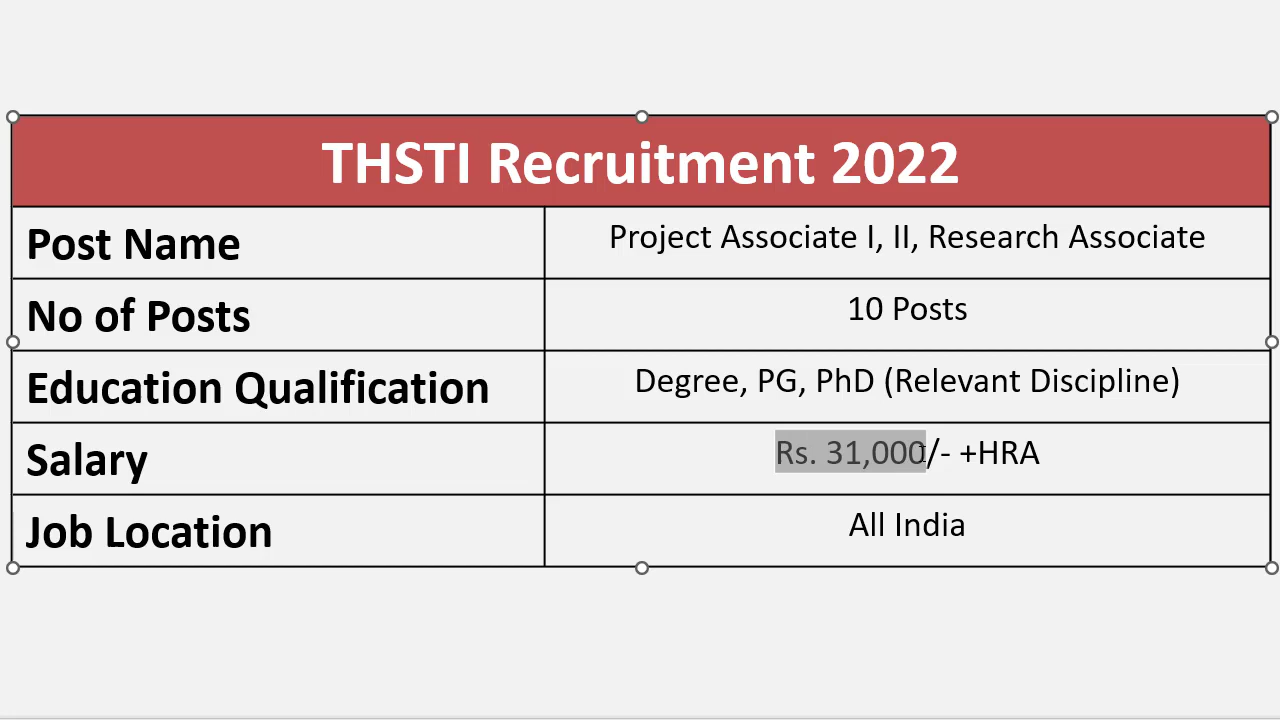 THSTI Recruitment 2022
Post Name
Project Associate I, II, Research Associate
No of Posts
10 Posts
Education Qualification
Degree, PG, PhD (Relevant Discipline)
Salary
Rs. 31,000/- +HRA
Job Location
All India